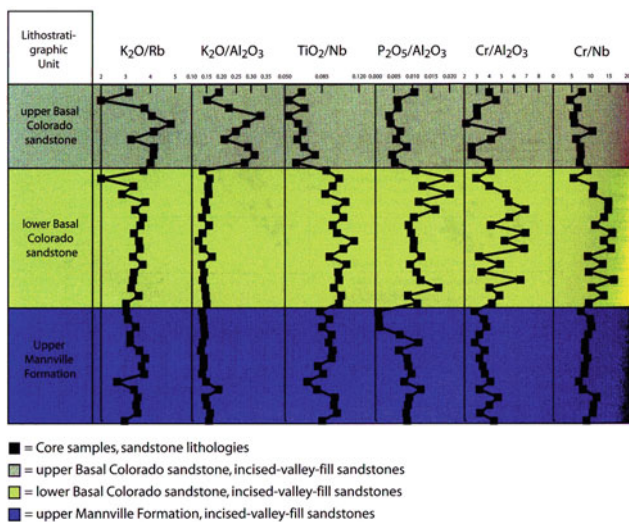 Lithostrati-
graphic
Unit
K₂O/Rb K₂O/Al₂O₃ TiO₂/Nb P₂O₅/Al₂O₃ Cr/Al₂O₃ Cr/Nb
2 3 4 5 0.10 0.15 0.20 0.25 0.30 0.35 0.050 0.085 0.120 0.000 0.005 0.010 0.015 0.020 2 3 4 5 6 7 8 0 5 10 15 20
upper Basal
Colorado
sandstone
lower Basal
Colorado
sandstone
Upper
Mannville
Formation
= Core samples, sandstone lithologies
= upper Basal Colorado sandstone, incised-valley-fill sandstones
= lower Basal Colorado sandstone, incised-valley-fill sandstones
= upper Mannville Formation, incised-valley-fill sandstones